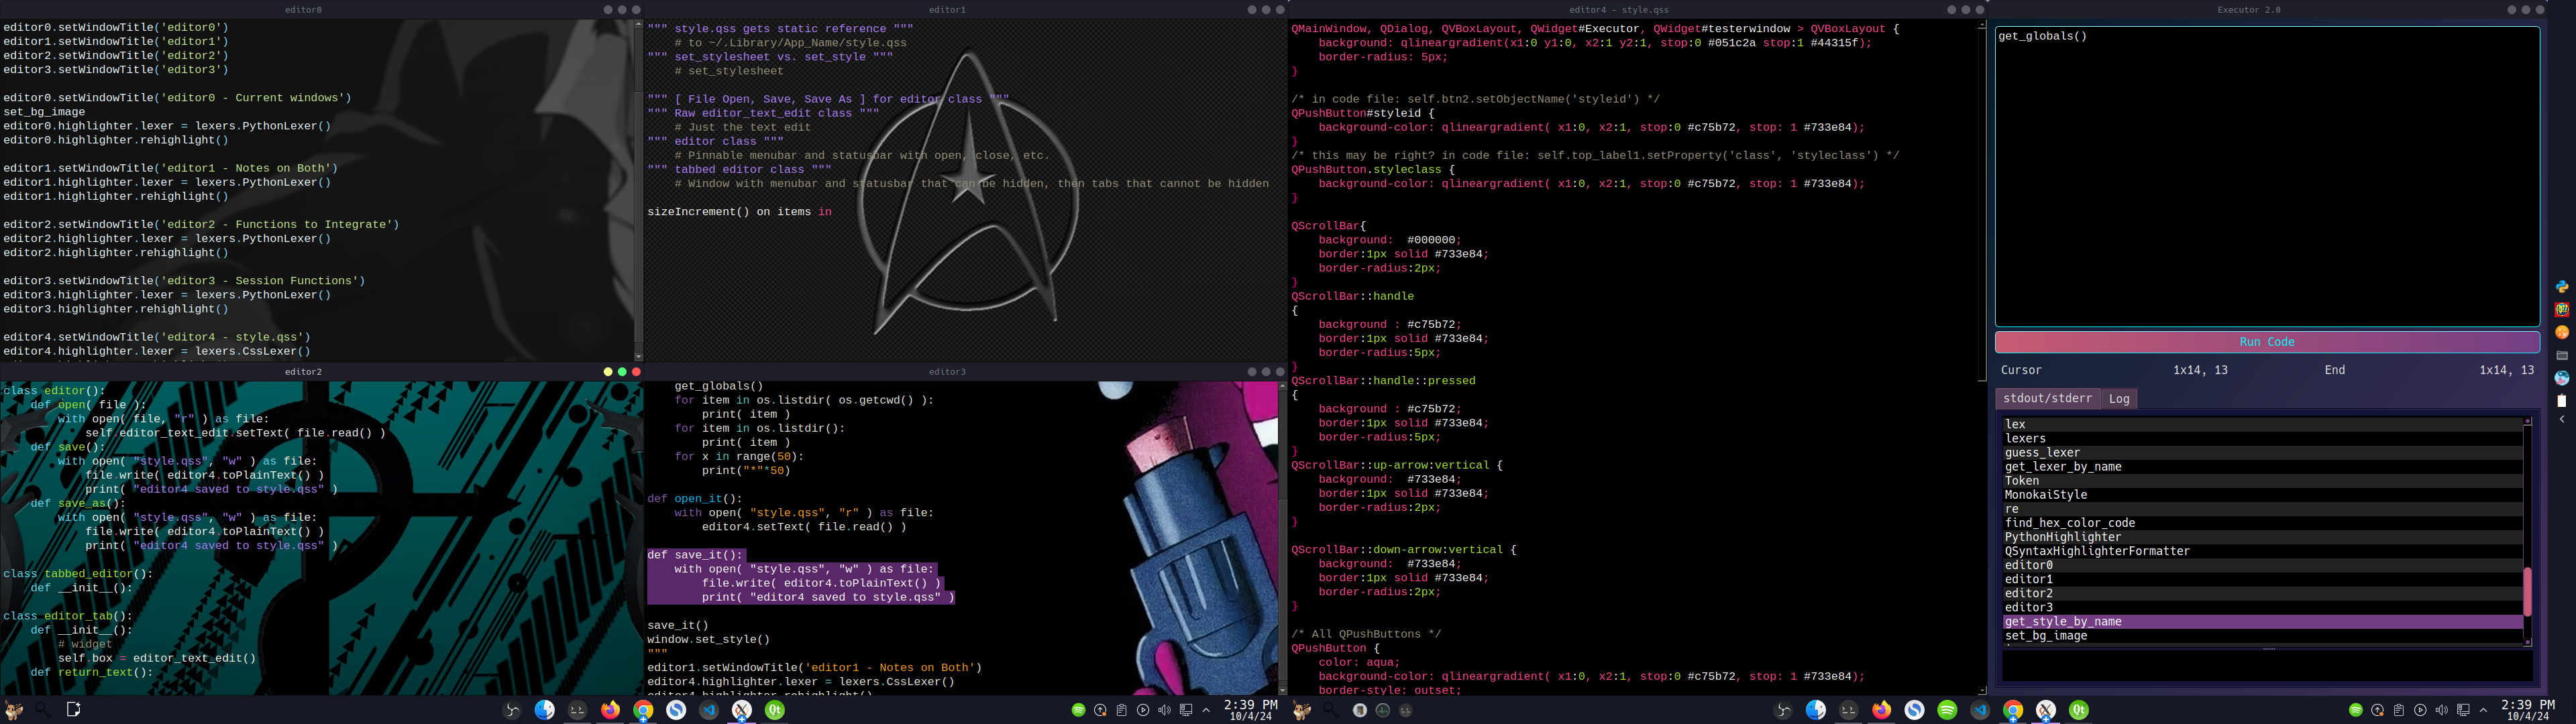 editor0
editor0.setWindowTitle('editor0')
editor1.setWindowTitle('editor1')
editor2.setWindowTitle('editor2')
editor3.setWindowTitle('editor3')
editor0.setWindowTitle('editor0 - Current windows')
set_bg_image
editor0.highlighter.lexer = lexers.PythonLexer()
editor0.highlighter.rehighlight()
editor1.setWindowTitle('editor1 - Notes on Both')
editor1.highlighter.lexer = lexers.PythonLexer()
editor1.highlighter.rehighlight()
editor2.setWindowTitle('editor2 - Functions to Integrate')
editor2.highlighter.lexer = lexers.PythonLexer()
editor2.highlighter.rehighlight()
editor3.setWindowTitle('editor3 - Session Functions')
editor3.highlighter.lexer = lexers.PythonLexer()
editor3.highlighter.rehighlight()
editor4.setWindowTitle('editor4 - style.qss')
editor4.highlighter.lexer = lexers.CssLexer()
editor2
class editor():
    def open( file ):
        with open( file, "r" ) as file:
            self.editor_text_edit.setText( file.read() )
    def save():
        with open( "style.qss", "w" ) as file:
            file.write( editor4.toPlainText() )
            print( "editor4 saved to style.qss" )
    def save_as():
        with open( "style.qss", "w" ) as file:
            file.write( editor4.toPlainText() )
            print( "editor4 saved to style.qss" )
class tabbed_editor():
    def __init__():
class editor_tab():
    def __init__():
        # widget
        self.box = editor_text_edit()
    def return_text():
editor1
""" style.qss gets static reference """
    # to ~/.Library/App_Name/style.qss
""" set_stylesheet vs. set_style """
    # set_stylesheet
""" [ File Open, Save, Save As ] for editor class """
""" Raw editor_text_edit class """
    # Just the text edit
""" editor class """
    # Pinnable menubar and statusbar with open, close, etc.
""" tabbed editor class """
    # Window with menubar and statusbar that can be hidden, then tabs that cannot be hidden
sizeIncrement() on items in
editor3
    get_globals()
    for item in os.listdir( os.getcwd() ):
        print( item )
    for item in os.listdir():
        print( item )
    for x in range(50):
        print("*"*50)
def open_it():
    with open( "style.qss", "r" ) as file:
        editor4.setText( file.read() )
def save_it():
    with open( "style.qss", "w" ) as file:
        file.write( editor4.toPlainText() )
        print( "editor4 saved to style.qss" )
save_it()
window.set_style()
"""
editor1.setWindowTitle('editor1 - Notes on Both')
editor4.highlighter.lexer = lexers.CssLexer()
editor4.highlighter.rehighlight()
editor4 - style.qss
QMainWindow, QDialog, QVBoxLayout, QWidget#Executor, QWidget#testerwindow > QVBoxLayout {
    background: qlineargradient(x1:0 y1:0, x2:1 y2:1, stop:0 #051c2a stop:1 #44315f);
    border-radius: 5px;
}
/* in code file: self.btn2.setObjectName('styleid') */
QPushButton#styleid {
    background-color: qlineargradient( x1:0, x2:1, stop:0 #c75b72, stop: 1 #733e84);
}
/* this may be right? in code file: self.top_label1.setProperty('class', 'styleclass') */
QPushButton.styleclass {
    background-color: qlineargradient( x1:0, x2:1, stop:0 #c75b72, stop: 1 #733e84);
}
QScrollBar{
    background:  #000000;
    border:1px solid #733e84;
    border-radius:2px;
}
QScrollBar::handle
{
    background : #c75b72;
    border:1px solid #733e84;
    border-radius:5px;
}
QScrollBar::handle::pressed
{
    background : #c75b72;
    border:1px solid #733e84;
    border-radius:5px;
}
QScrollBar::up-arrow:vertical {
    background:  #733e84;
    border:1px solid #733e84;
    border-radius:2px;
}
QScrollBar::down-arrow:vertical {
    background:  #733e84;
    border:1px solid #733e84;
    border-radius:2px;
}
/* All QPushButtons */
QPushButton {
    color: aqua;
    background-color: qlineargradient( x1:0, x2:1, stop:0 #c75b72, stop: 1 #733e84);
    border-style: outset;
Executor 2.0
get_globals()
Run Code
Cursor 1x14, 13 End 1x14, 13
stdout/stderr Log
lex
lexers
guess_lexer
get_lexer_by_name
Token
MonokaiStyle
re
find_hex_color_code
PythonHighlighter
QSyntaxHighlighterFormatter
editor0
editor1
editor2
editor3
get_style_by_name
set_bg_image
2:39 PM
10/4/24
2:39 PM
10/4/24